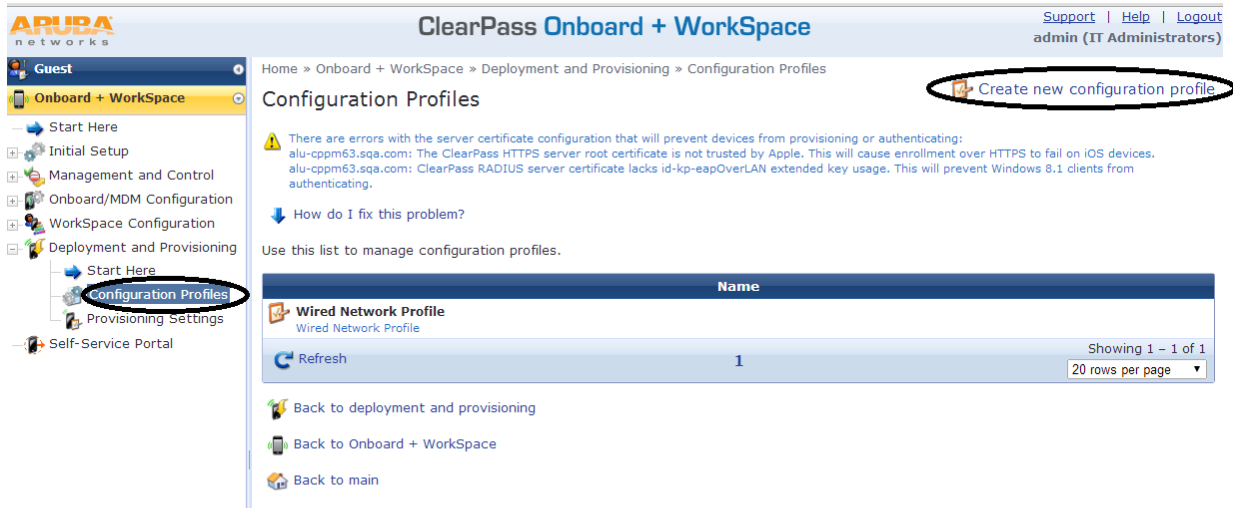 ARUBA
networks
ClearPass Onboard + WorkSpace
Support | Help | Logout
admin (IT Administrators)
Guest
Onboard + WorkSpace
Start Here
Initial Setup
Management and Control
Onboard/MDM Configuration
WorkSpace Configuration
Deployment and Provisioning
Start Here
Configuration Profiles
Provisioning Settings
Self-Service Portal
Home » Onboard + WorkSpace » Deployment and Provisioning » Configuration Profiles
Configuration Profiles
Create new configuration profile
There are errors with the server certificate configuration that will prevent devices from provisioning or authenticating:
alu-cppm63.sqa.com: The ClearPass HTTPS server root certificate is not trusted by Apple. This will cause enrollment over HTTPS to fail on iOS devices.
alu-cppm63.sqa.com: ClearPass RADIUS server certificate lacks id-kp-eapOverLAN extended key usage. This will prevent Windows 8.1 clients from
authenticating.
How do I fix this problem?
Use this list to manage configuration profiles.
Name
Wired Network Profile
Wired Network Profile
Refresh
1
Showing 1 – 1 of 1
20 rows per page
Back to deployment and provisioning
Back to Onboard + WorkSpace
Back to main